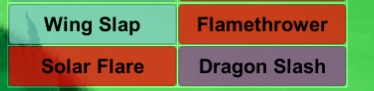 Wing Slap
Flamethrower
Solar Flare
Dragon Slash